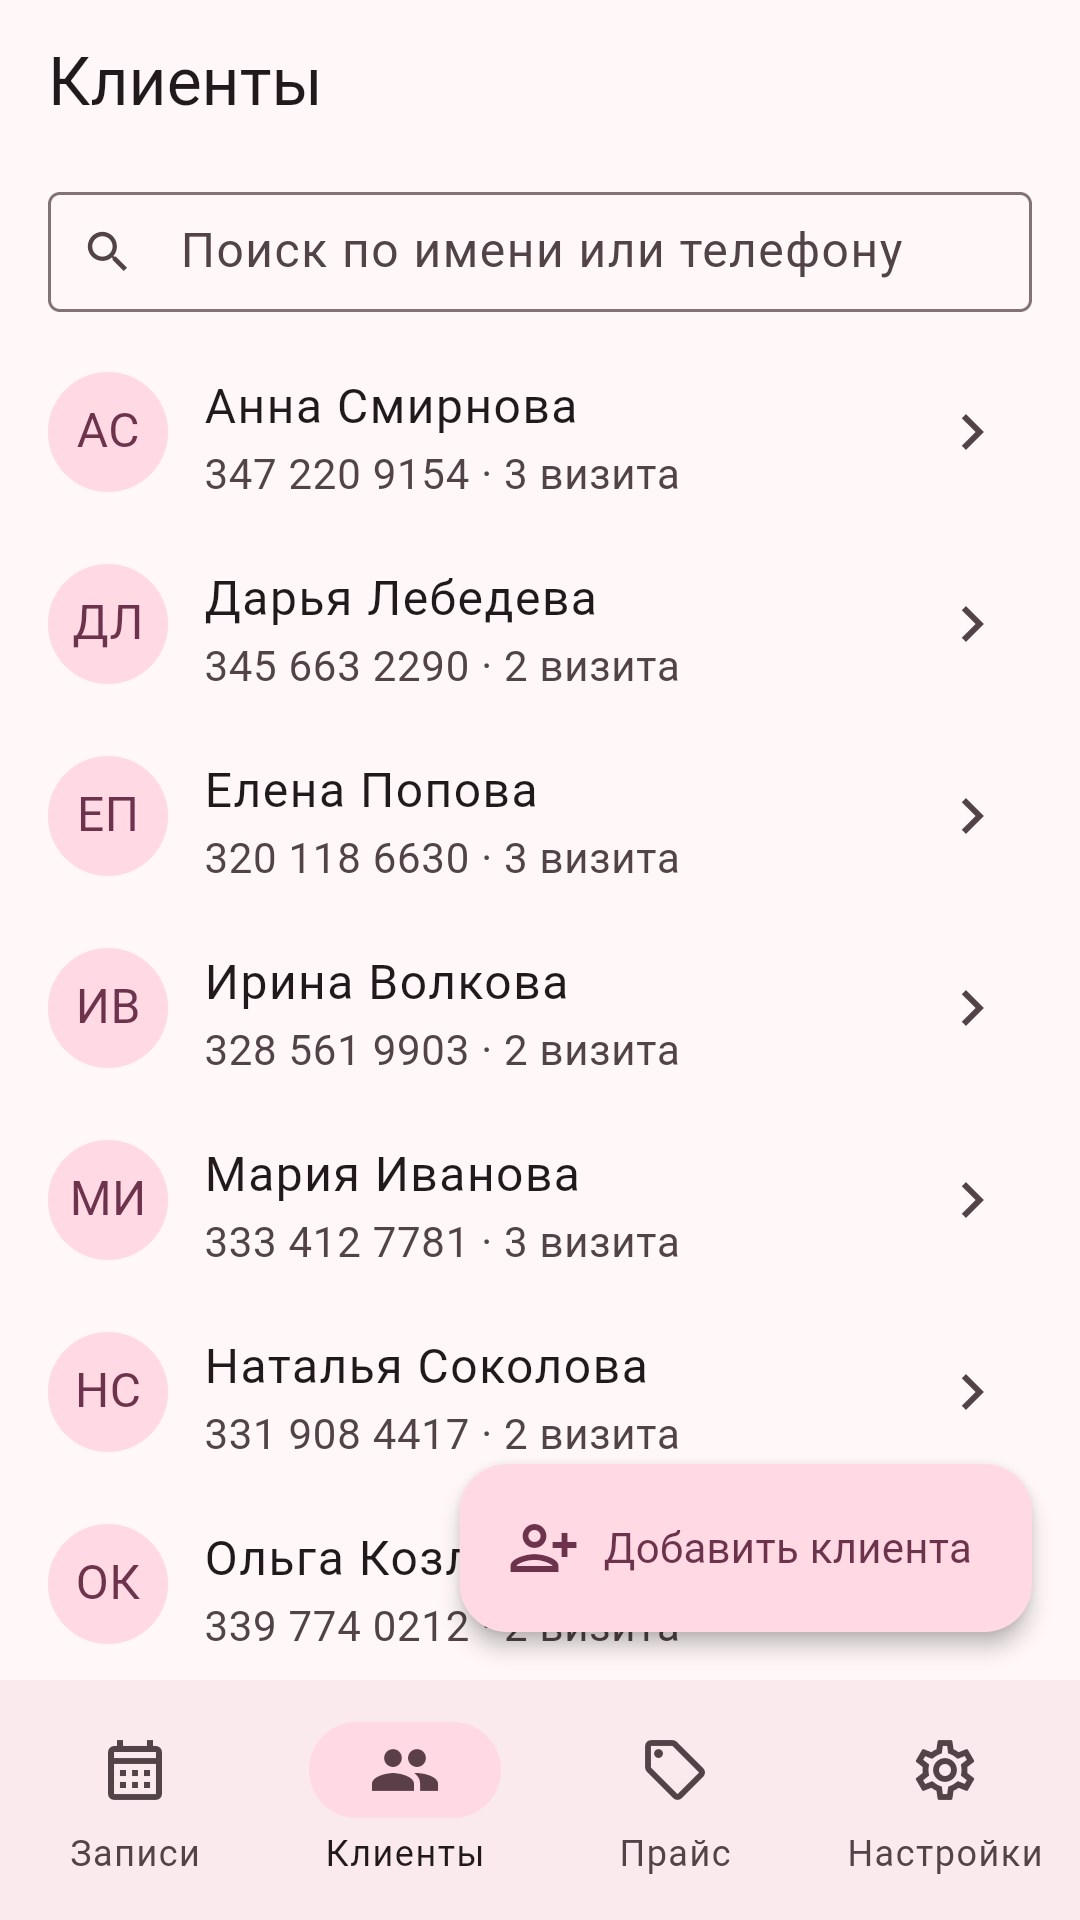 Клиенты
Поиск по имени или телефону
АС
Анна Смирнова
347 220 9154 · 3 визита
ДЛ
Дарья Лебедева
345 663 2290 · 2 визита
ЕП
Елена Попова
320 118 6630 · 3 визита
ИВ
Ирина Волкова
328 561 9903 · 2 визита
МИ
Мария Иванова
333 412 7781 · 3 визита
НС
Наталья Соколова
331 908 4417 · 2 визита
ОК
Ольга
339 774 0212 · 2 визита
Добавить клиента
Записи
Клиенты
Прайс
Настройки